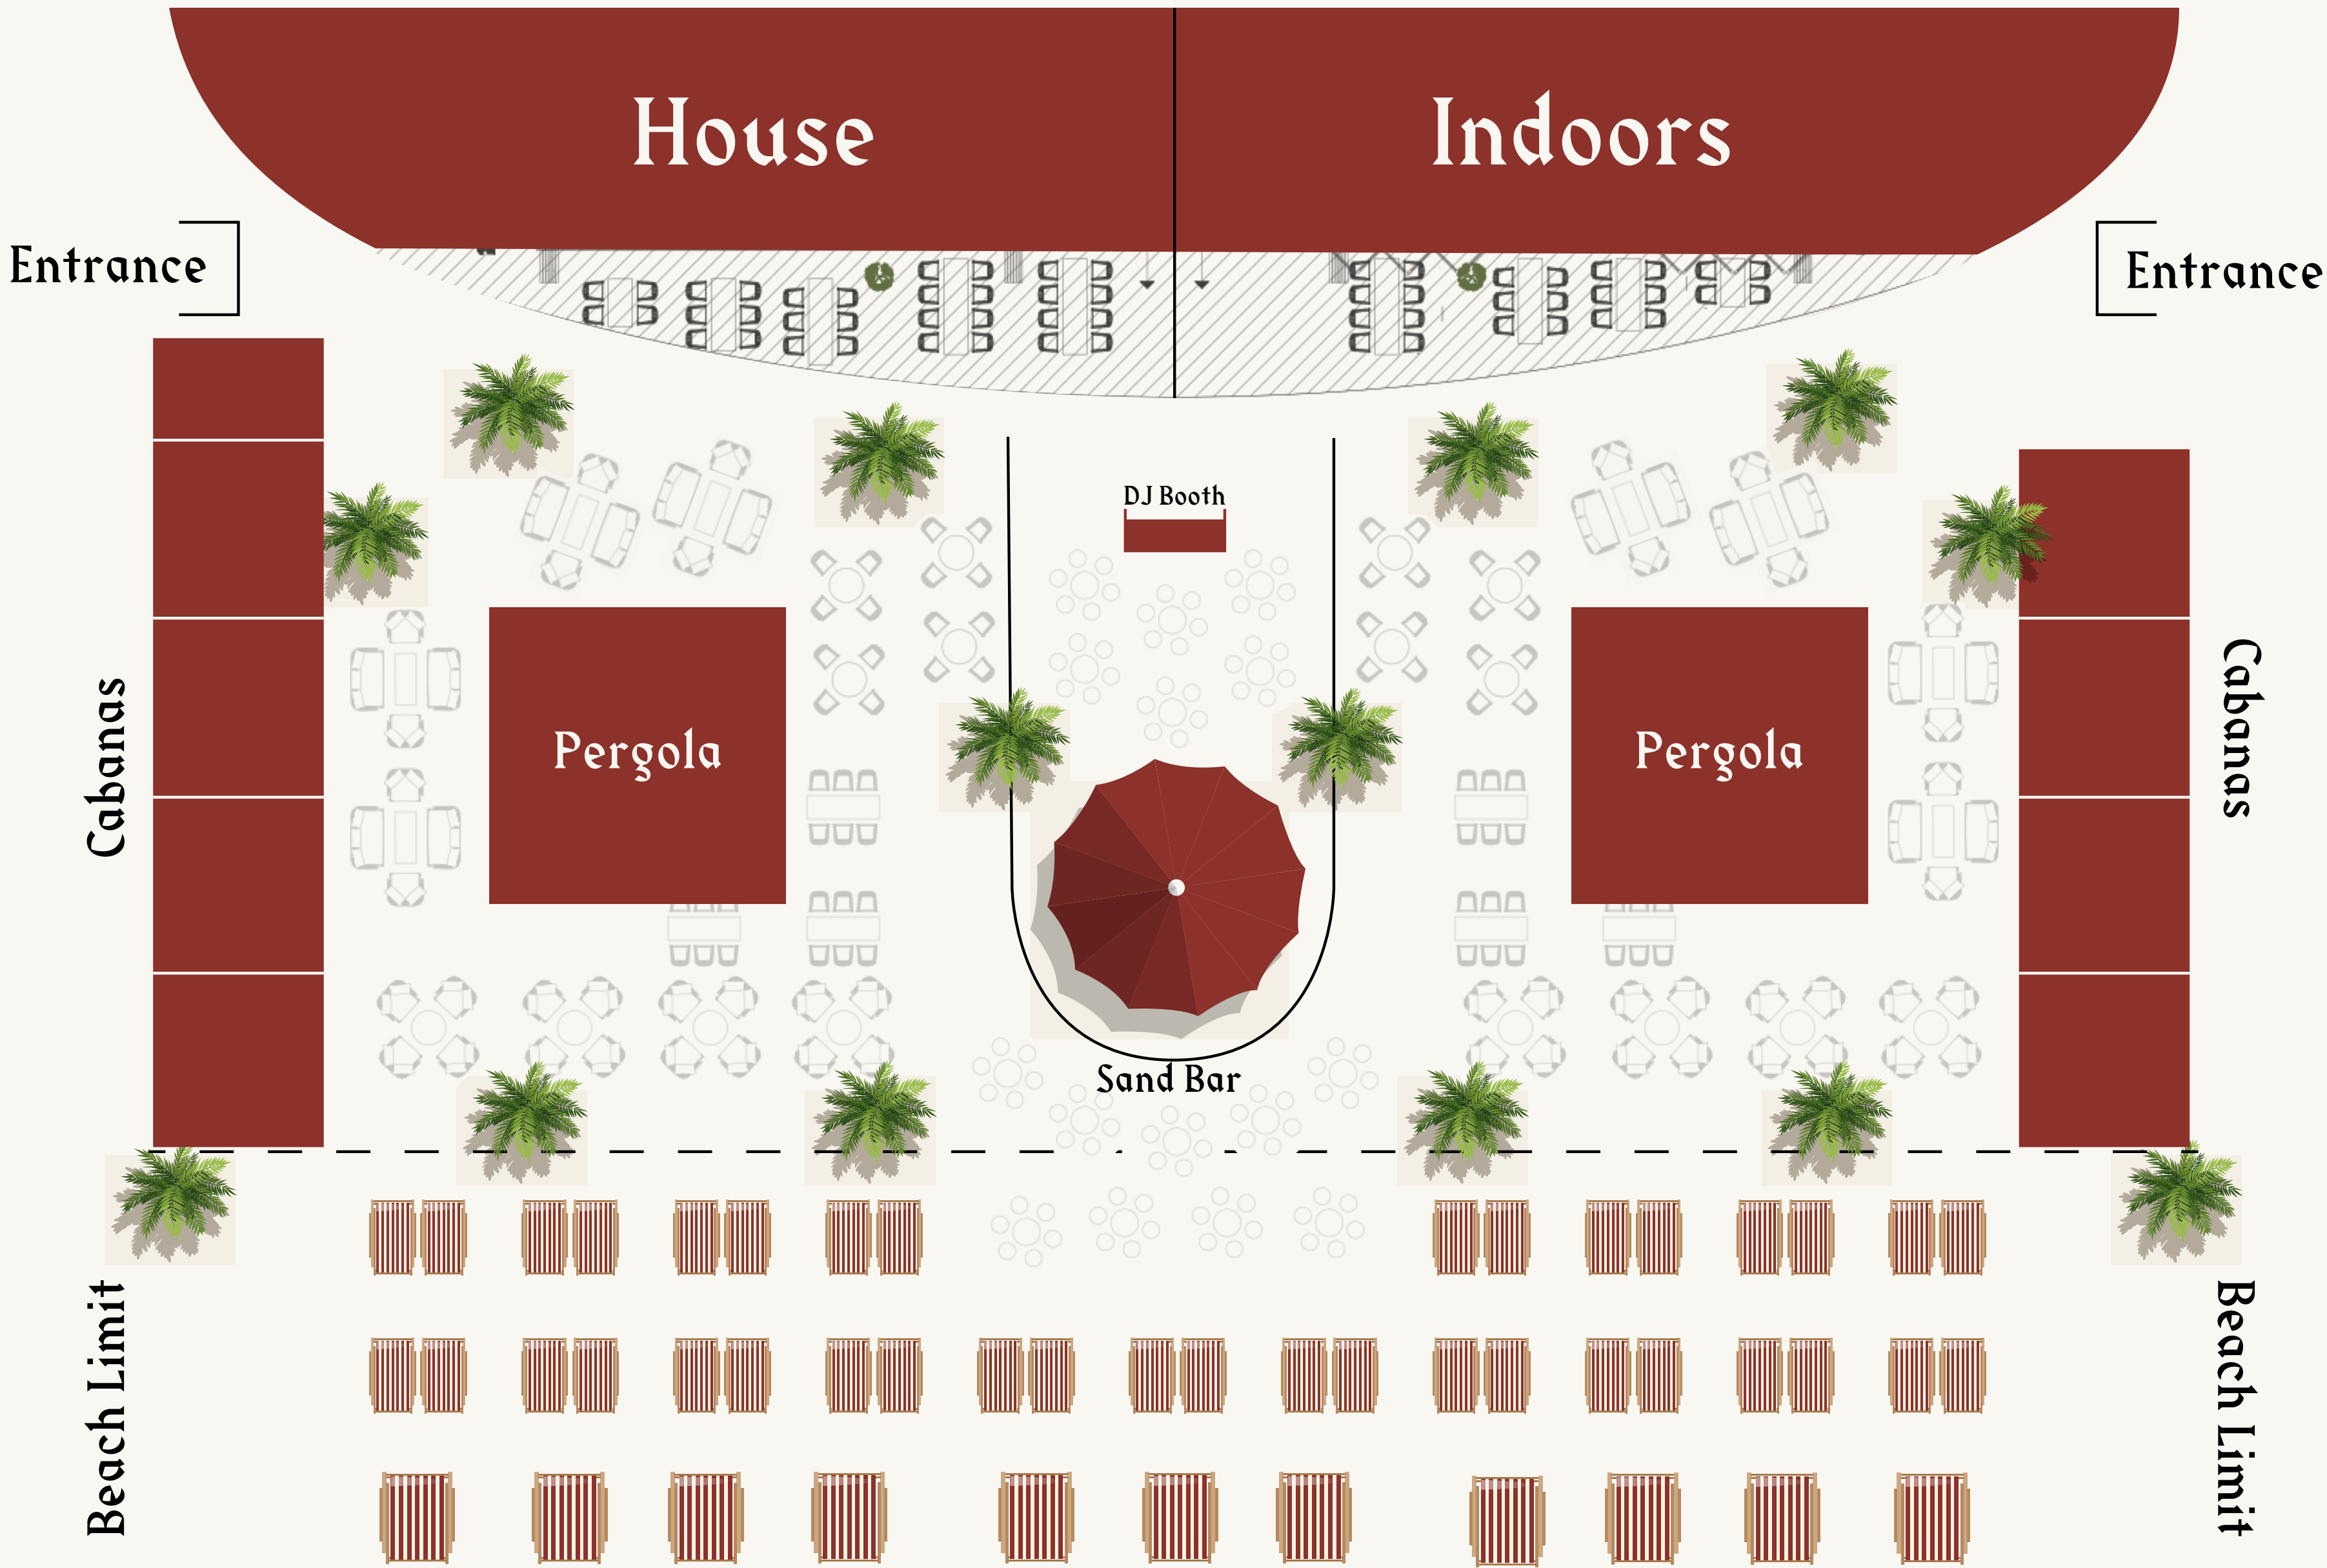 House
Indoors
Entrance
Entrance
DJ Booth
Cabanas
Pergola
Pergola
Cabanas
Sand Bar
Beach Limit
Beach Limit